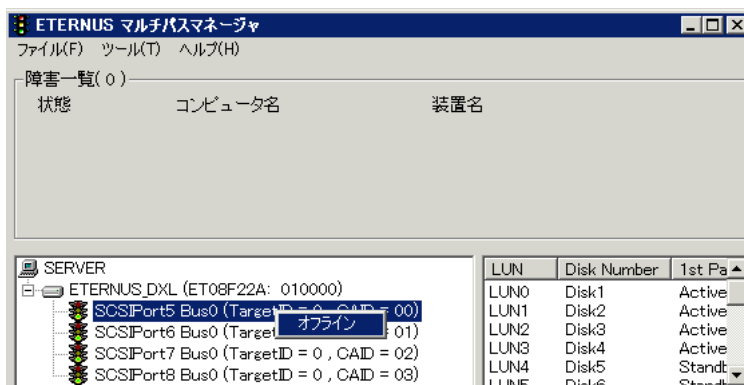 ETERNUS マルチパスマネージャ
ファイル(F) ツール(T) ヘルプ(H)
障害一覧( 0 )
状態 コンピュータ名 装置名
SERVER
ETERNUS_DXL (ET08F22A: 010000)
SCSIPort5 Bus0 (TargetID = 0 , CAID = 00)
オフライン
SCSIPort6 Bus0 (Target = 01)
SCSIPort7 Bus0 (TargetID = 0 , CAID = 02)
SCSIPort8 Bus0 (TargetID = 0 , CAID = 03)
LUN Disk Number 1st Pa
LUN0 Disk1 Active
LUN1 Disk2 Active
LUN2 Disk3 Active
LUN3 Disk4 Active
LUN4 Disk5 Standb